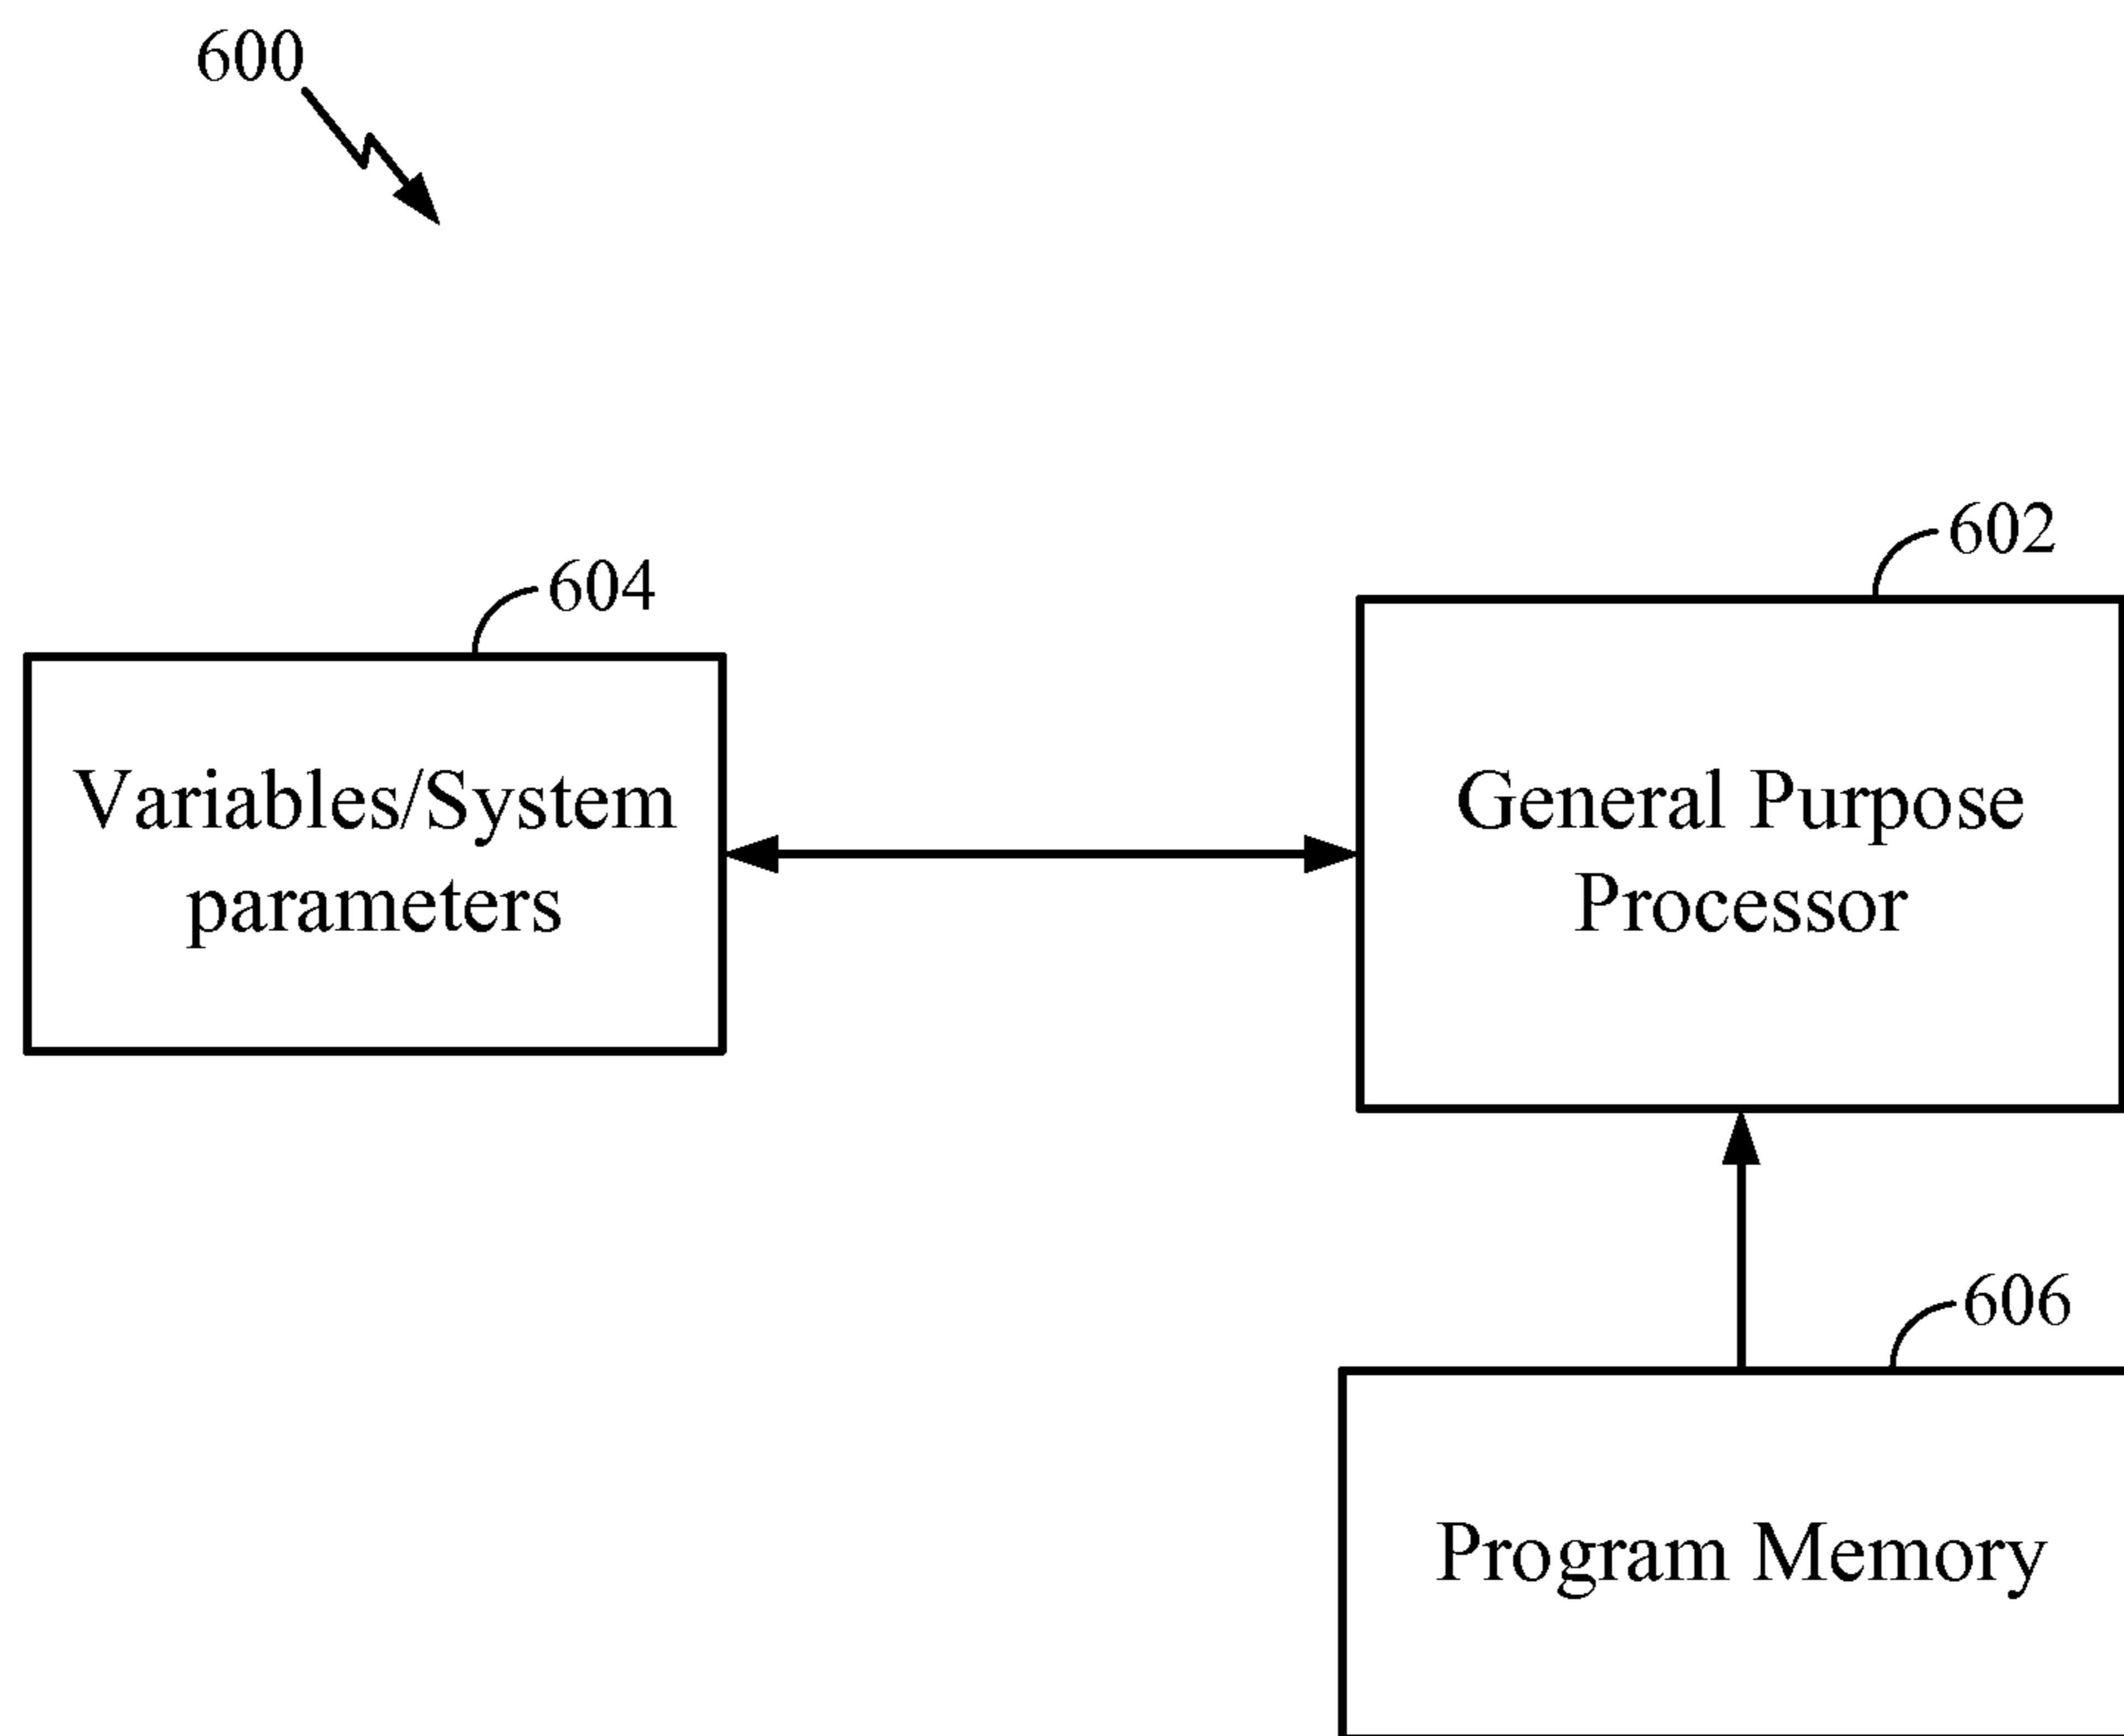 600
602
604
Variables/System
parameters
General Purpose
Processor
606
Program Memory